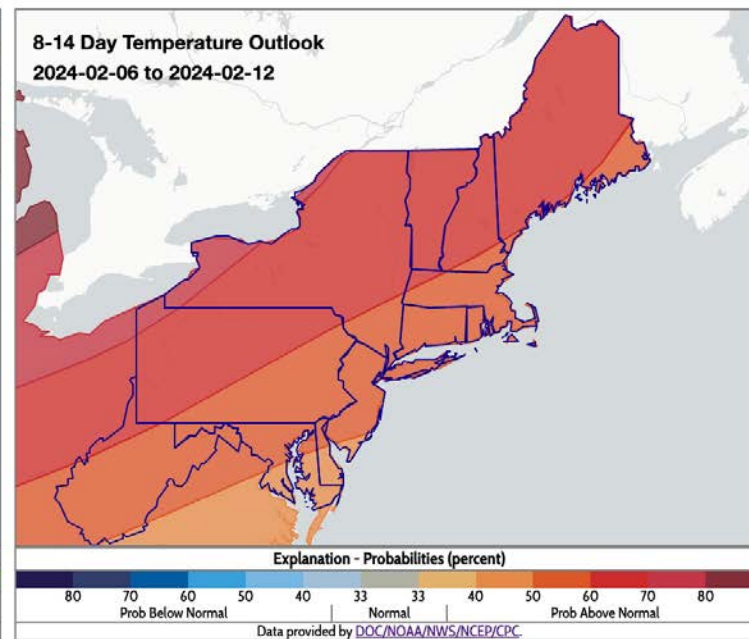 8-14 Day Temperature Outlook
2024-02-06 to 2024-02-12
Explanation - Probabilities (percent)
80 70 60 50 40 33 33 40 50 60 70 80
Prob Below Normal Normal Prob Above Normal
Data provided by DOC/NOAA/NWS/NCEP/CPC.